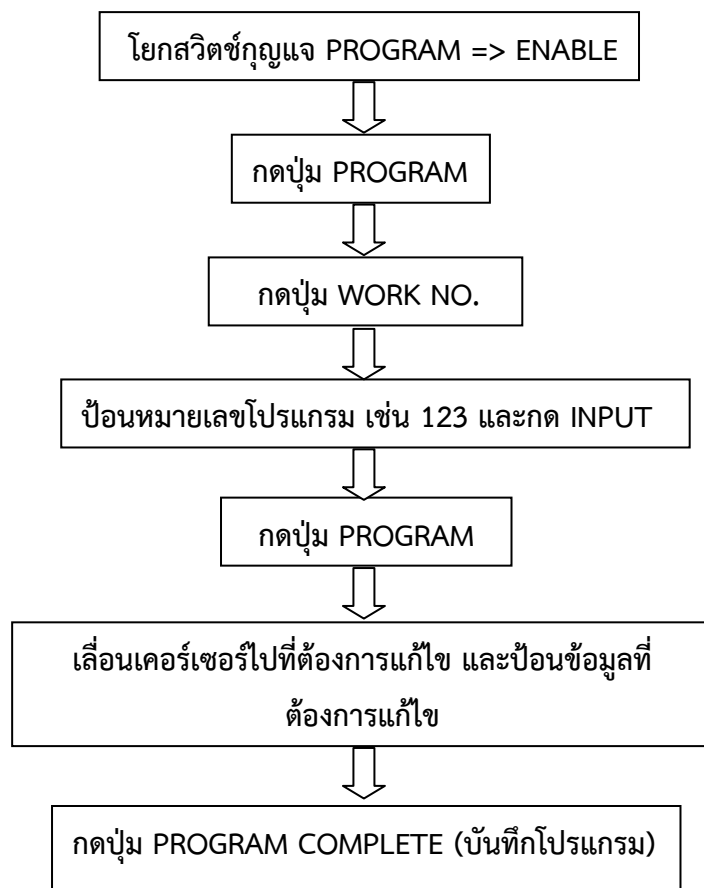 โยกสวิตช์กุญแจ PROGRAM => ENABLE
กดปุ่ม PROGRAM
กดปุ่ม WORK NO.
ป้อนหมายเลขโปรแกรม เช่น 123 และกด INPUT
กดปุ่ม PROGRAM
เลื่อนเคอร์เซอร์ไปที่ต้องการแก้ไข และป้อนข้อมูลที่
ต้องการแก้ไข
กดปุ่ม PROGRAM COMPLETE (บันทึกโปรแกรม)